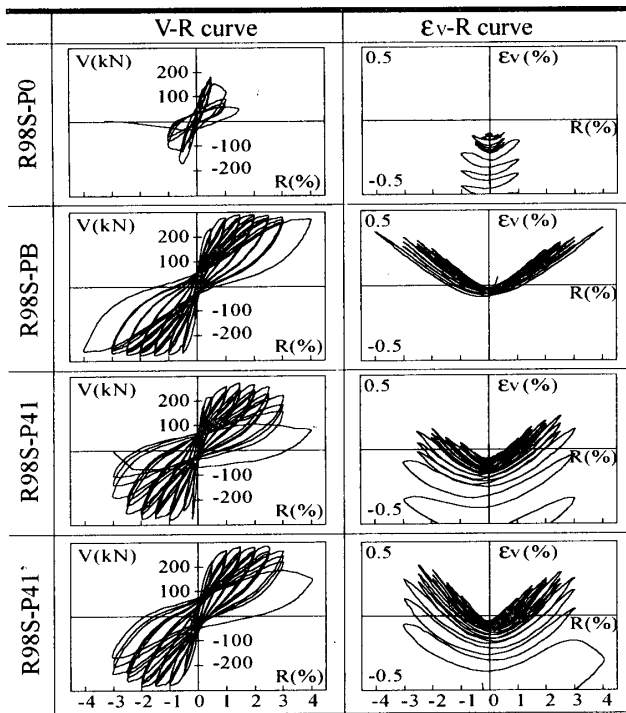 V-R curve εv-R curve
R98S-P0
V(kN)
200
100
-100
-200
R(%)
0.5 εv(%)
R(%)
-0.5
R98S-PB
V(kN)
200
100
-100
-200
R(%)
0.5 εv(%)
R(%)
-0.5
R98S-P41
V(kN)
200
100
-100
-200
R(%)
0.5 εv(%)
R(%)
-0.5
R98S-P41'
V(kN)
200
100
-100
-200
R(%)
0.5 εv(%)
R(%)
-0.5
-4 -3 -2 -1 0 1 2 3 4 -4 -3 -2 -1 0 1 2 3 4